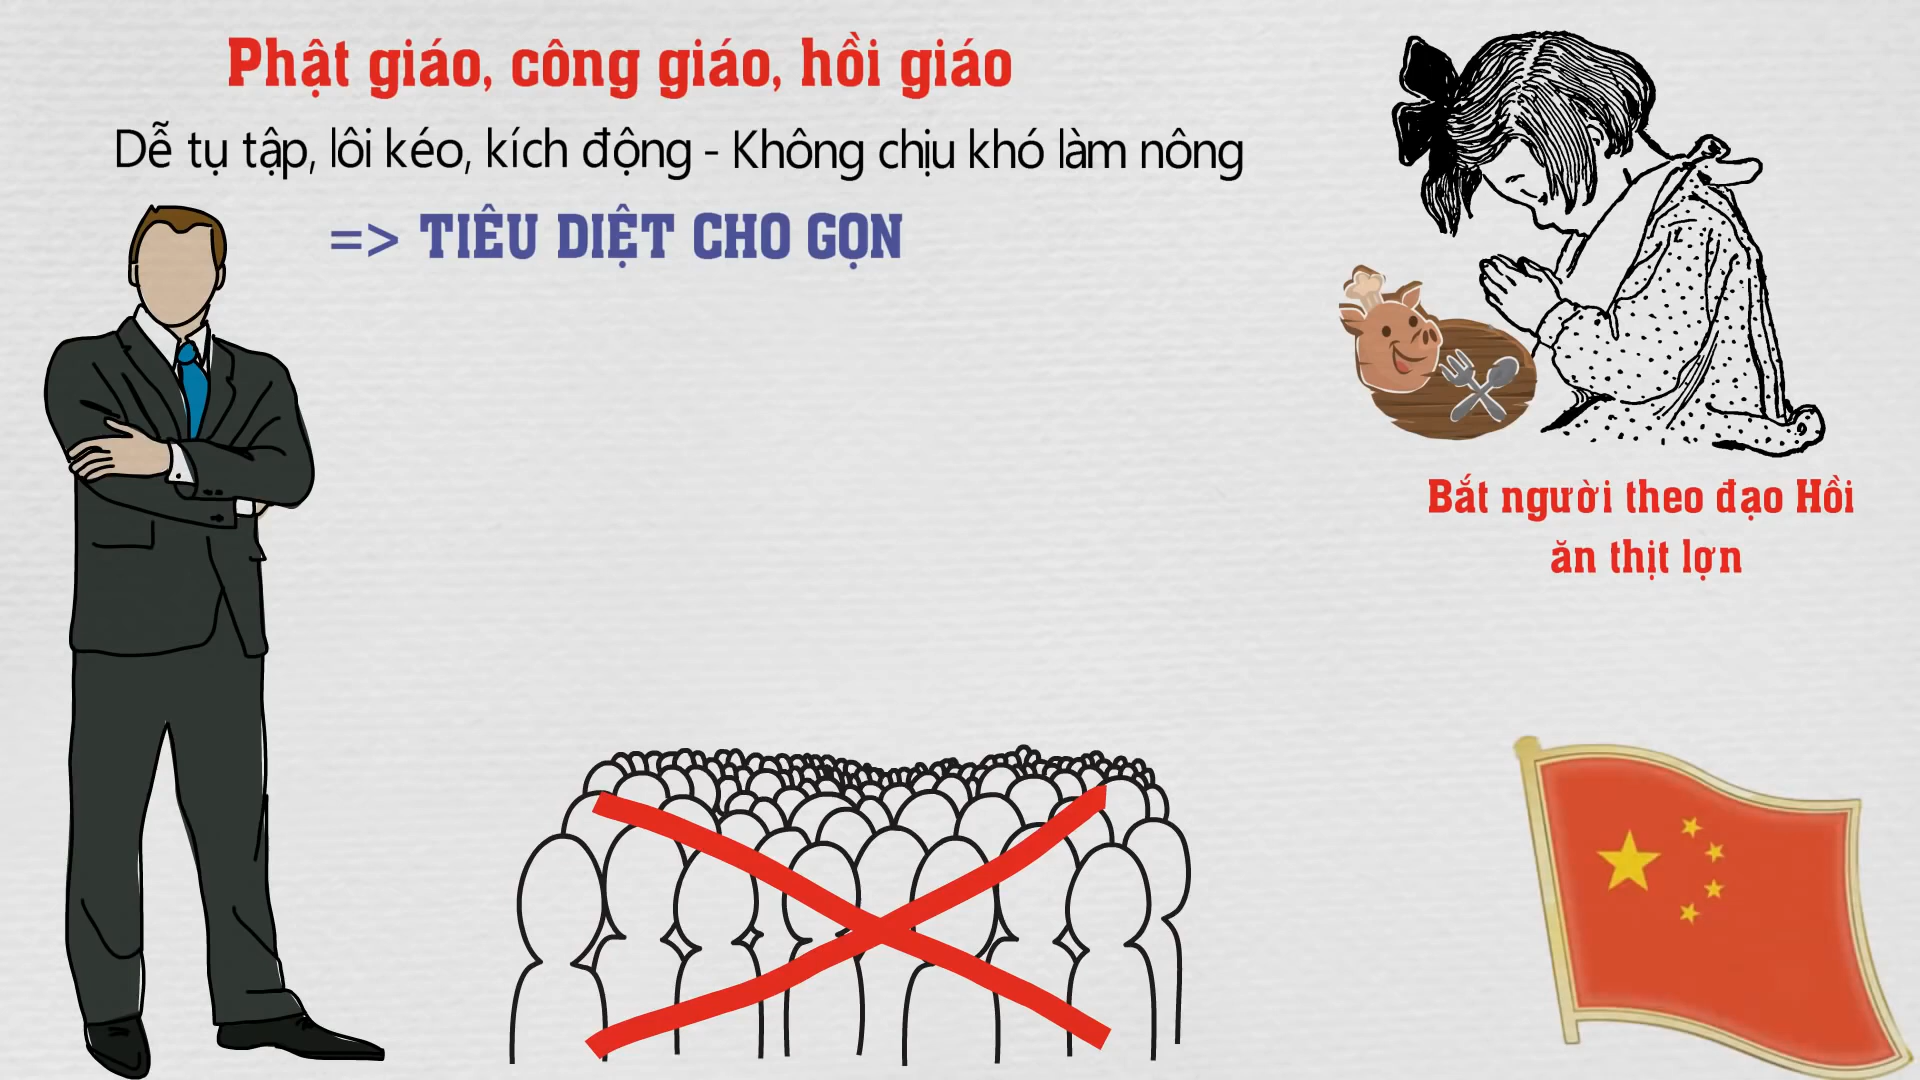 Phật giáo, công giáo, hồi giáo
Dễ tụ tập, lôi kéo, kích động - Không chịu khó làm nông
=> TIÊU DIỆT CHO GỌN
Bắt người theo đạo Hồi
ăn thịt lợn